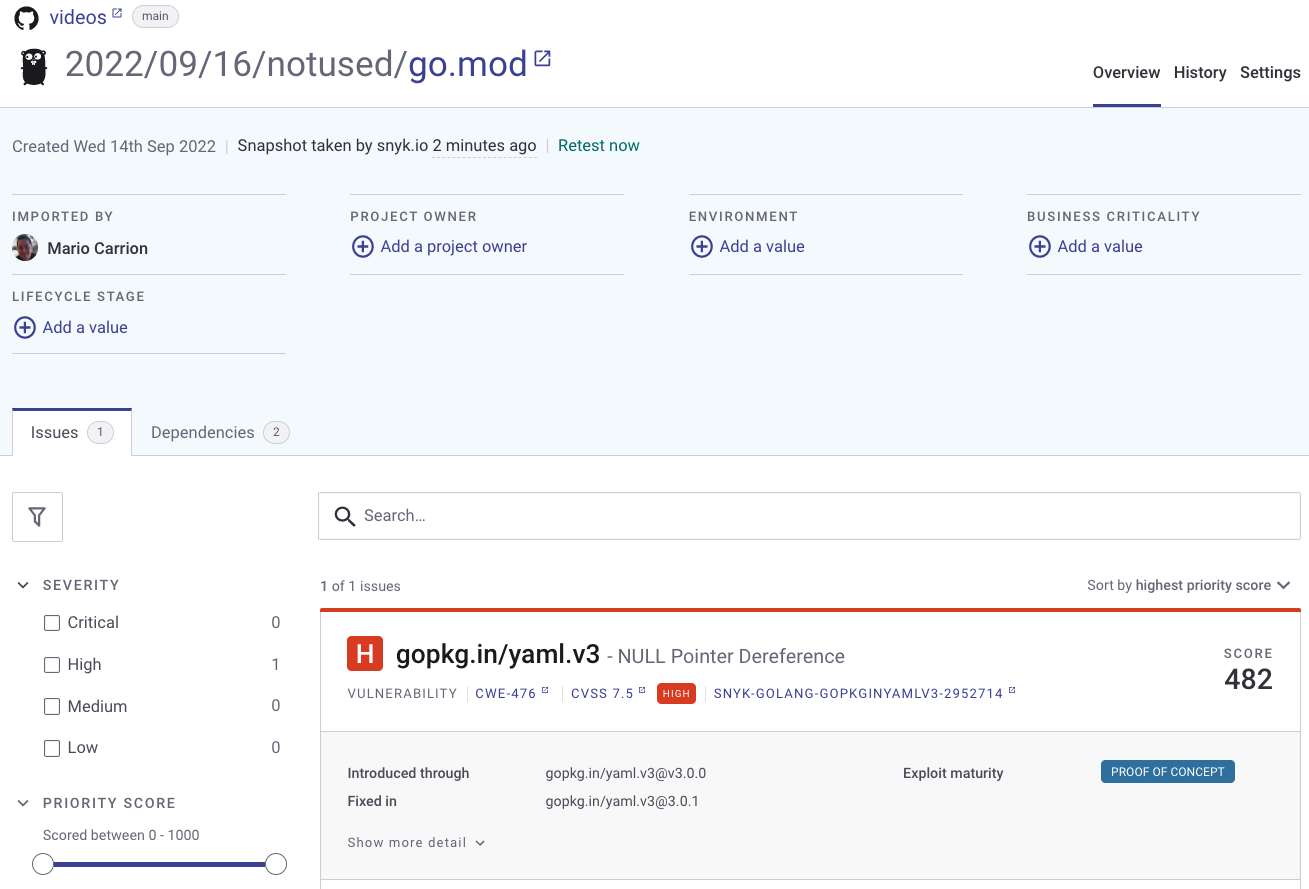 videos main
2022/09/16/notused/go.mod
Overview History Settings
Created Wed 14th Sep 2022 | Snapshot taken by snyk.io 2 minutes ago | Retest now
IMPORTED BY
Mario Carrion
PROJECT OWNER
Add a project owner
ENVIRONMENT
Add a value
BUSINESS CRITICALITY
Add a value
LIFECYCLE STAGE
Add a value
Issues 1 Dependencies 2
Search…
SEVERITY
Critical 0
High 1
Medium 0
Low 0
PRIORITY SCORE
Scored between 0 - 1000
1 of 1 issues
Sort by highest priority score
H gopkg.in/yaml.v3 - NULL Pointer Dereference
VULNERABILITY | CWE-476 | CVSS 7.5 HIGH | SNYK-GOLANG-GOPKGINYAMLV3-2952714
SCORE
482
Introduced through gopkg.in/yaml.v3@v3.0.0
Fixed in gopkg.in/yaml.v3@3.0.1
Exploit maturity PROOF OF CONCEPT
Show more detail